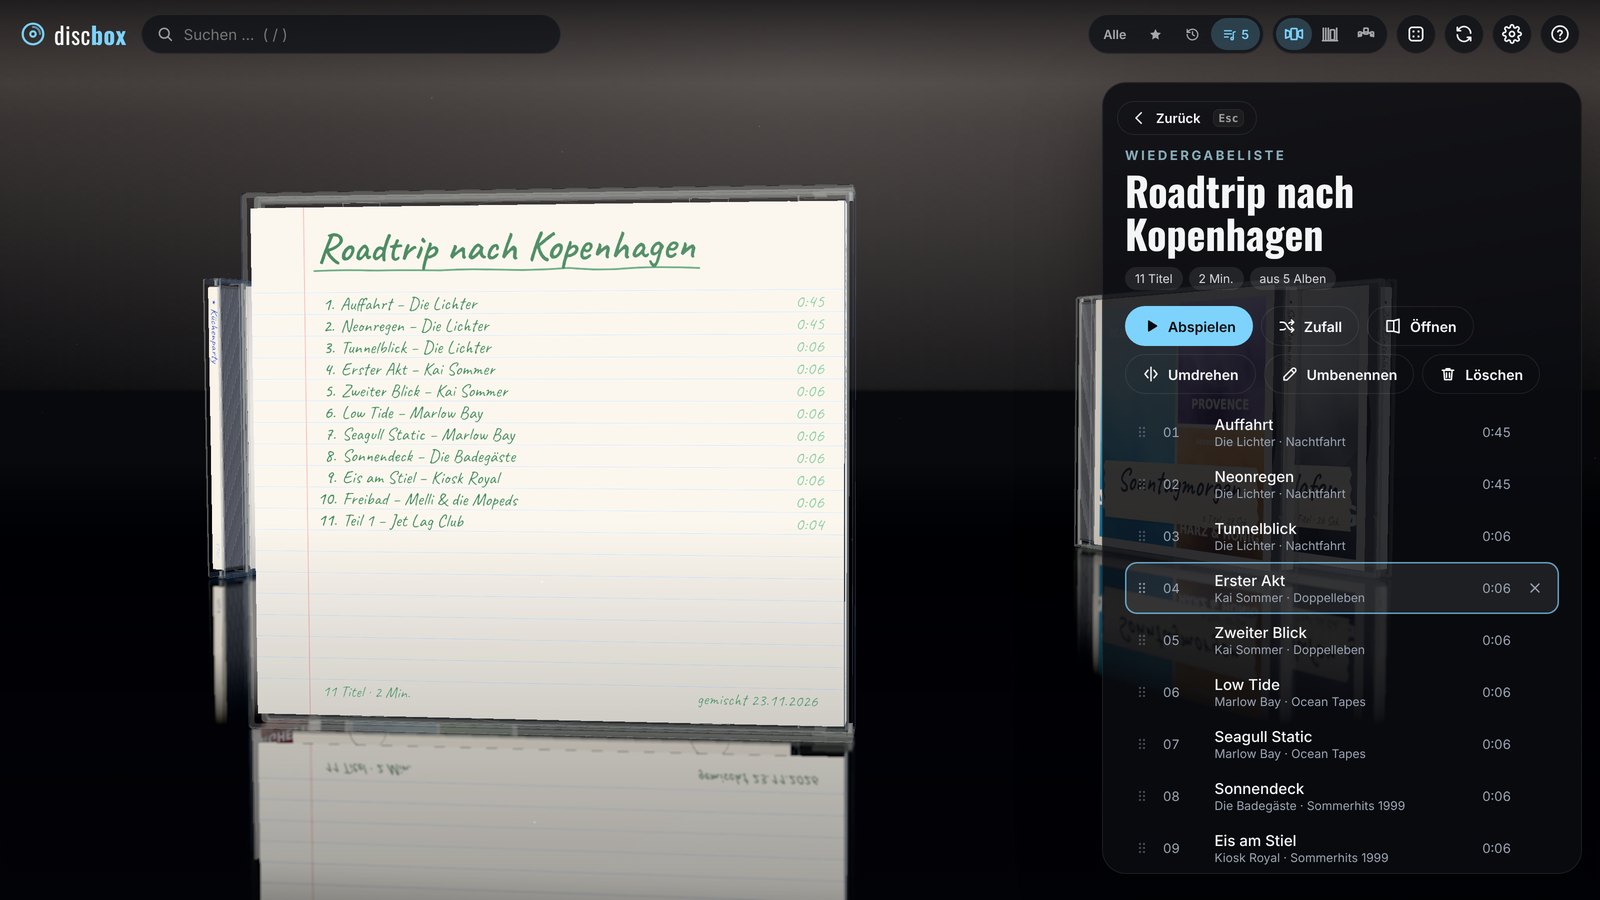 discbox
Suchen ... ( / )
Alle
5
Zurück Esc
WIEDERGABELISTE
Roadtrip nach
Kopenhagen
11 Titel 2 Min. aus 5 Alben
Abspielen Zufall Öffnen
Umdrehen Umbenennen Löschen
01 Auffahrt 0:45
Die Lichter · Nachtfahrt
02 Neonregen 0:45
Die Lichter · Nachtfahrt
03 Tunnelblick 0:06
Die Lichter · Nachtfahrt
04 Erster Akt 0:06
Kai Sommer · Doppelleben
05 Zweiter Blick 0:06
Kai Sommer · Doppelleben
06 Low Tide 0:06
Marlow Bay · Ocean Tapes
07 Seagull Static 0:06
Marlow Bay · Ocean Tapes
08 Sonnendeck 0:06
Die Badegäste · Sommerhits 1999
09 Eis am Stiel 0:06
Kiosk Royal · Sommerhits 1999
Roadtrip nach Kopenhagen
1. Auffahrt – Die Lichter 0:45
2. Neonregen – Die Lichter 0:45
3. Tunnelblick – Die Lichter 0:06
4. Erster Akt – Kai Sommer 0:06
5. Zweiter Blick – Kai Sommer 0:06
6. Low Tide – Marlow Bay 0:06
7. Seagull Static – Marlow Bay 0:06
8. Sonnendeck – Die Badegäste 0:06
9. Eis am Stiel – Kiosk Royal 0:06
10. Freibad – Melli & die Mopeds 0:06
11. Teil 1 – Jet Lag Club 0:04
11 Titel · 2 Min.
gemischt 23.11.2026
Küchenparty
PROVENCE
Sonntagmorgen